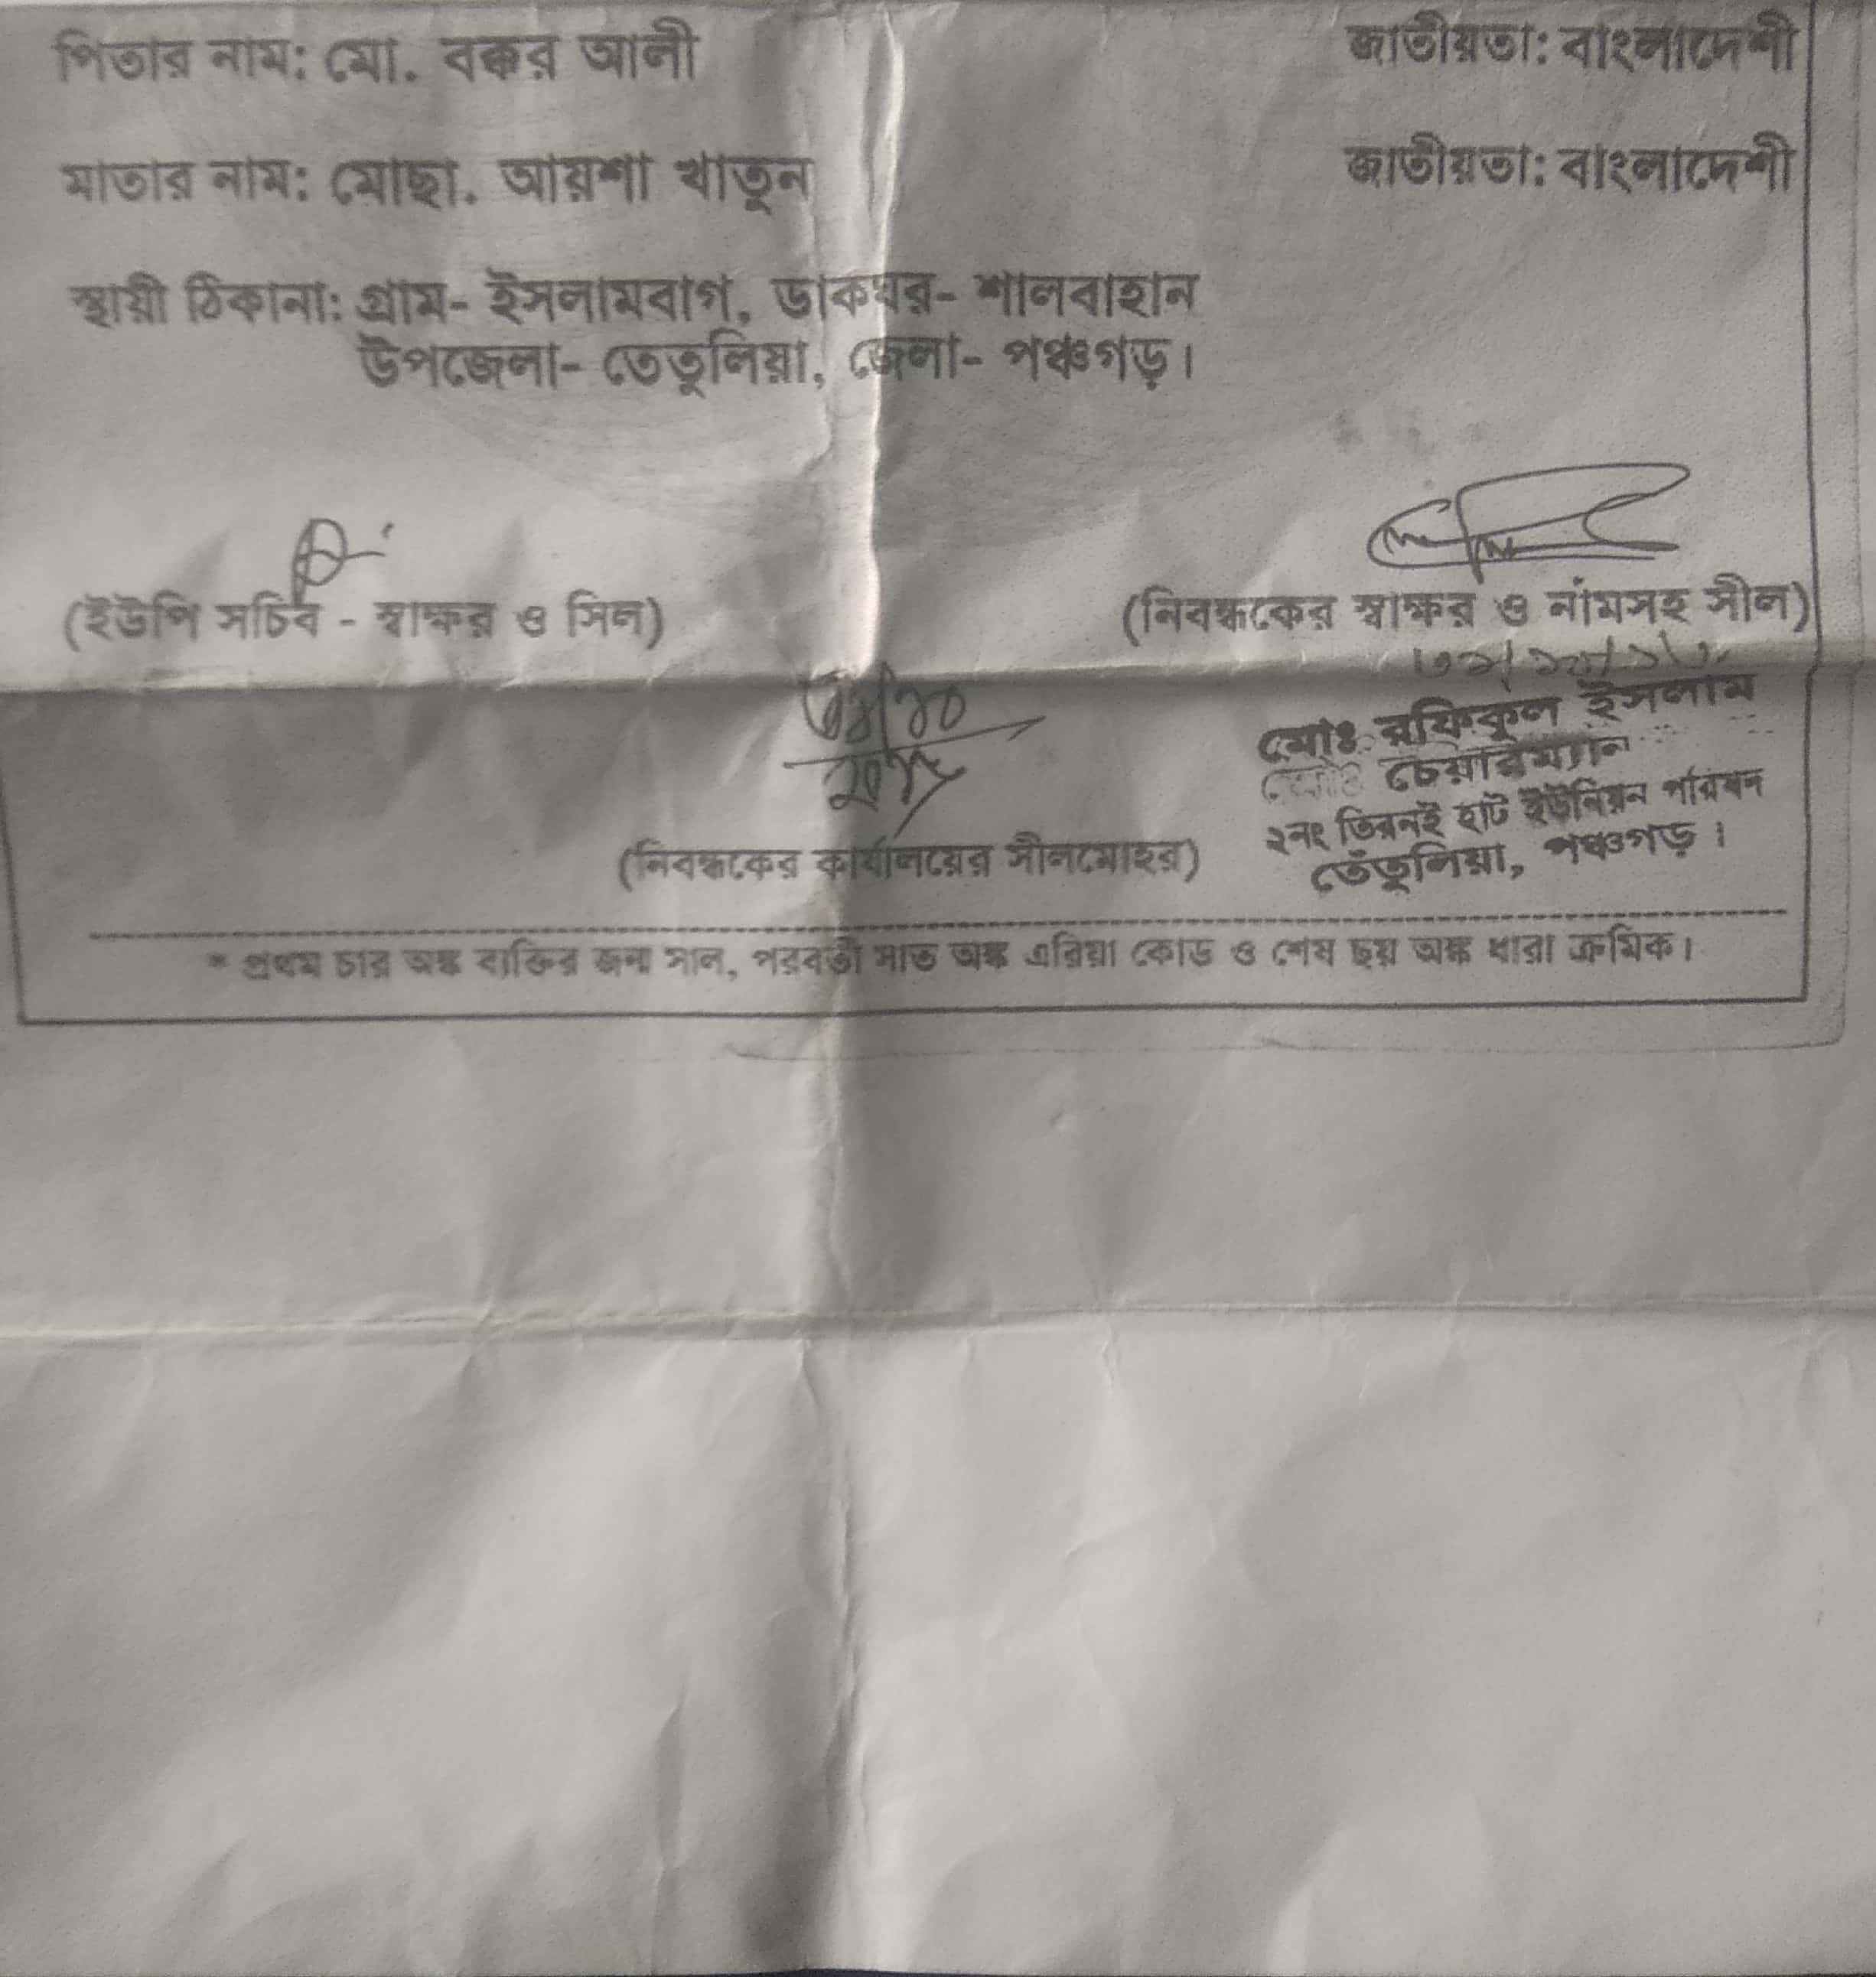 পিতার নাম: মো. বক্কর আলী জাতীয়তা: বাংলাদেশী
মাতার নাম: মোছা. আয়শা খাতুন জাতীয়তা: বাংলাদেশী
স্থায়ী ঠিকানা: গ্রাম- ইসলামবাগ, ডাকঘর- শালবাহান
উপজেলা- তেতুলিয়া, জেলা- পঞ্চগড়।
(ইউপি সচিব - স্বাক্ষর ও সিল) (নিবন্ধকের স্বাক্ষর ও নামসহ সীল)
মোঃ রফিকুল ইসলাম
চেয়ারম্যান
২নং তিরনই হাট ইউনিয়ন পরিষদ
তেঁতুলিয়া, পঞ্চগড়।
(নিবন্ধকের কার্যালয়ের সীলমোহর)
* প্রথম চার অঙ্ক ব্যক্তির জন্ম সাল, পরবর্তী সাত অঙ্ক এরিয়া কোড ও শেষ ছয় অঙ্ক ধারা ক্রমিক।